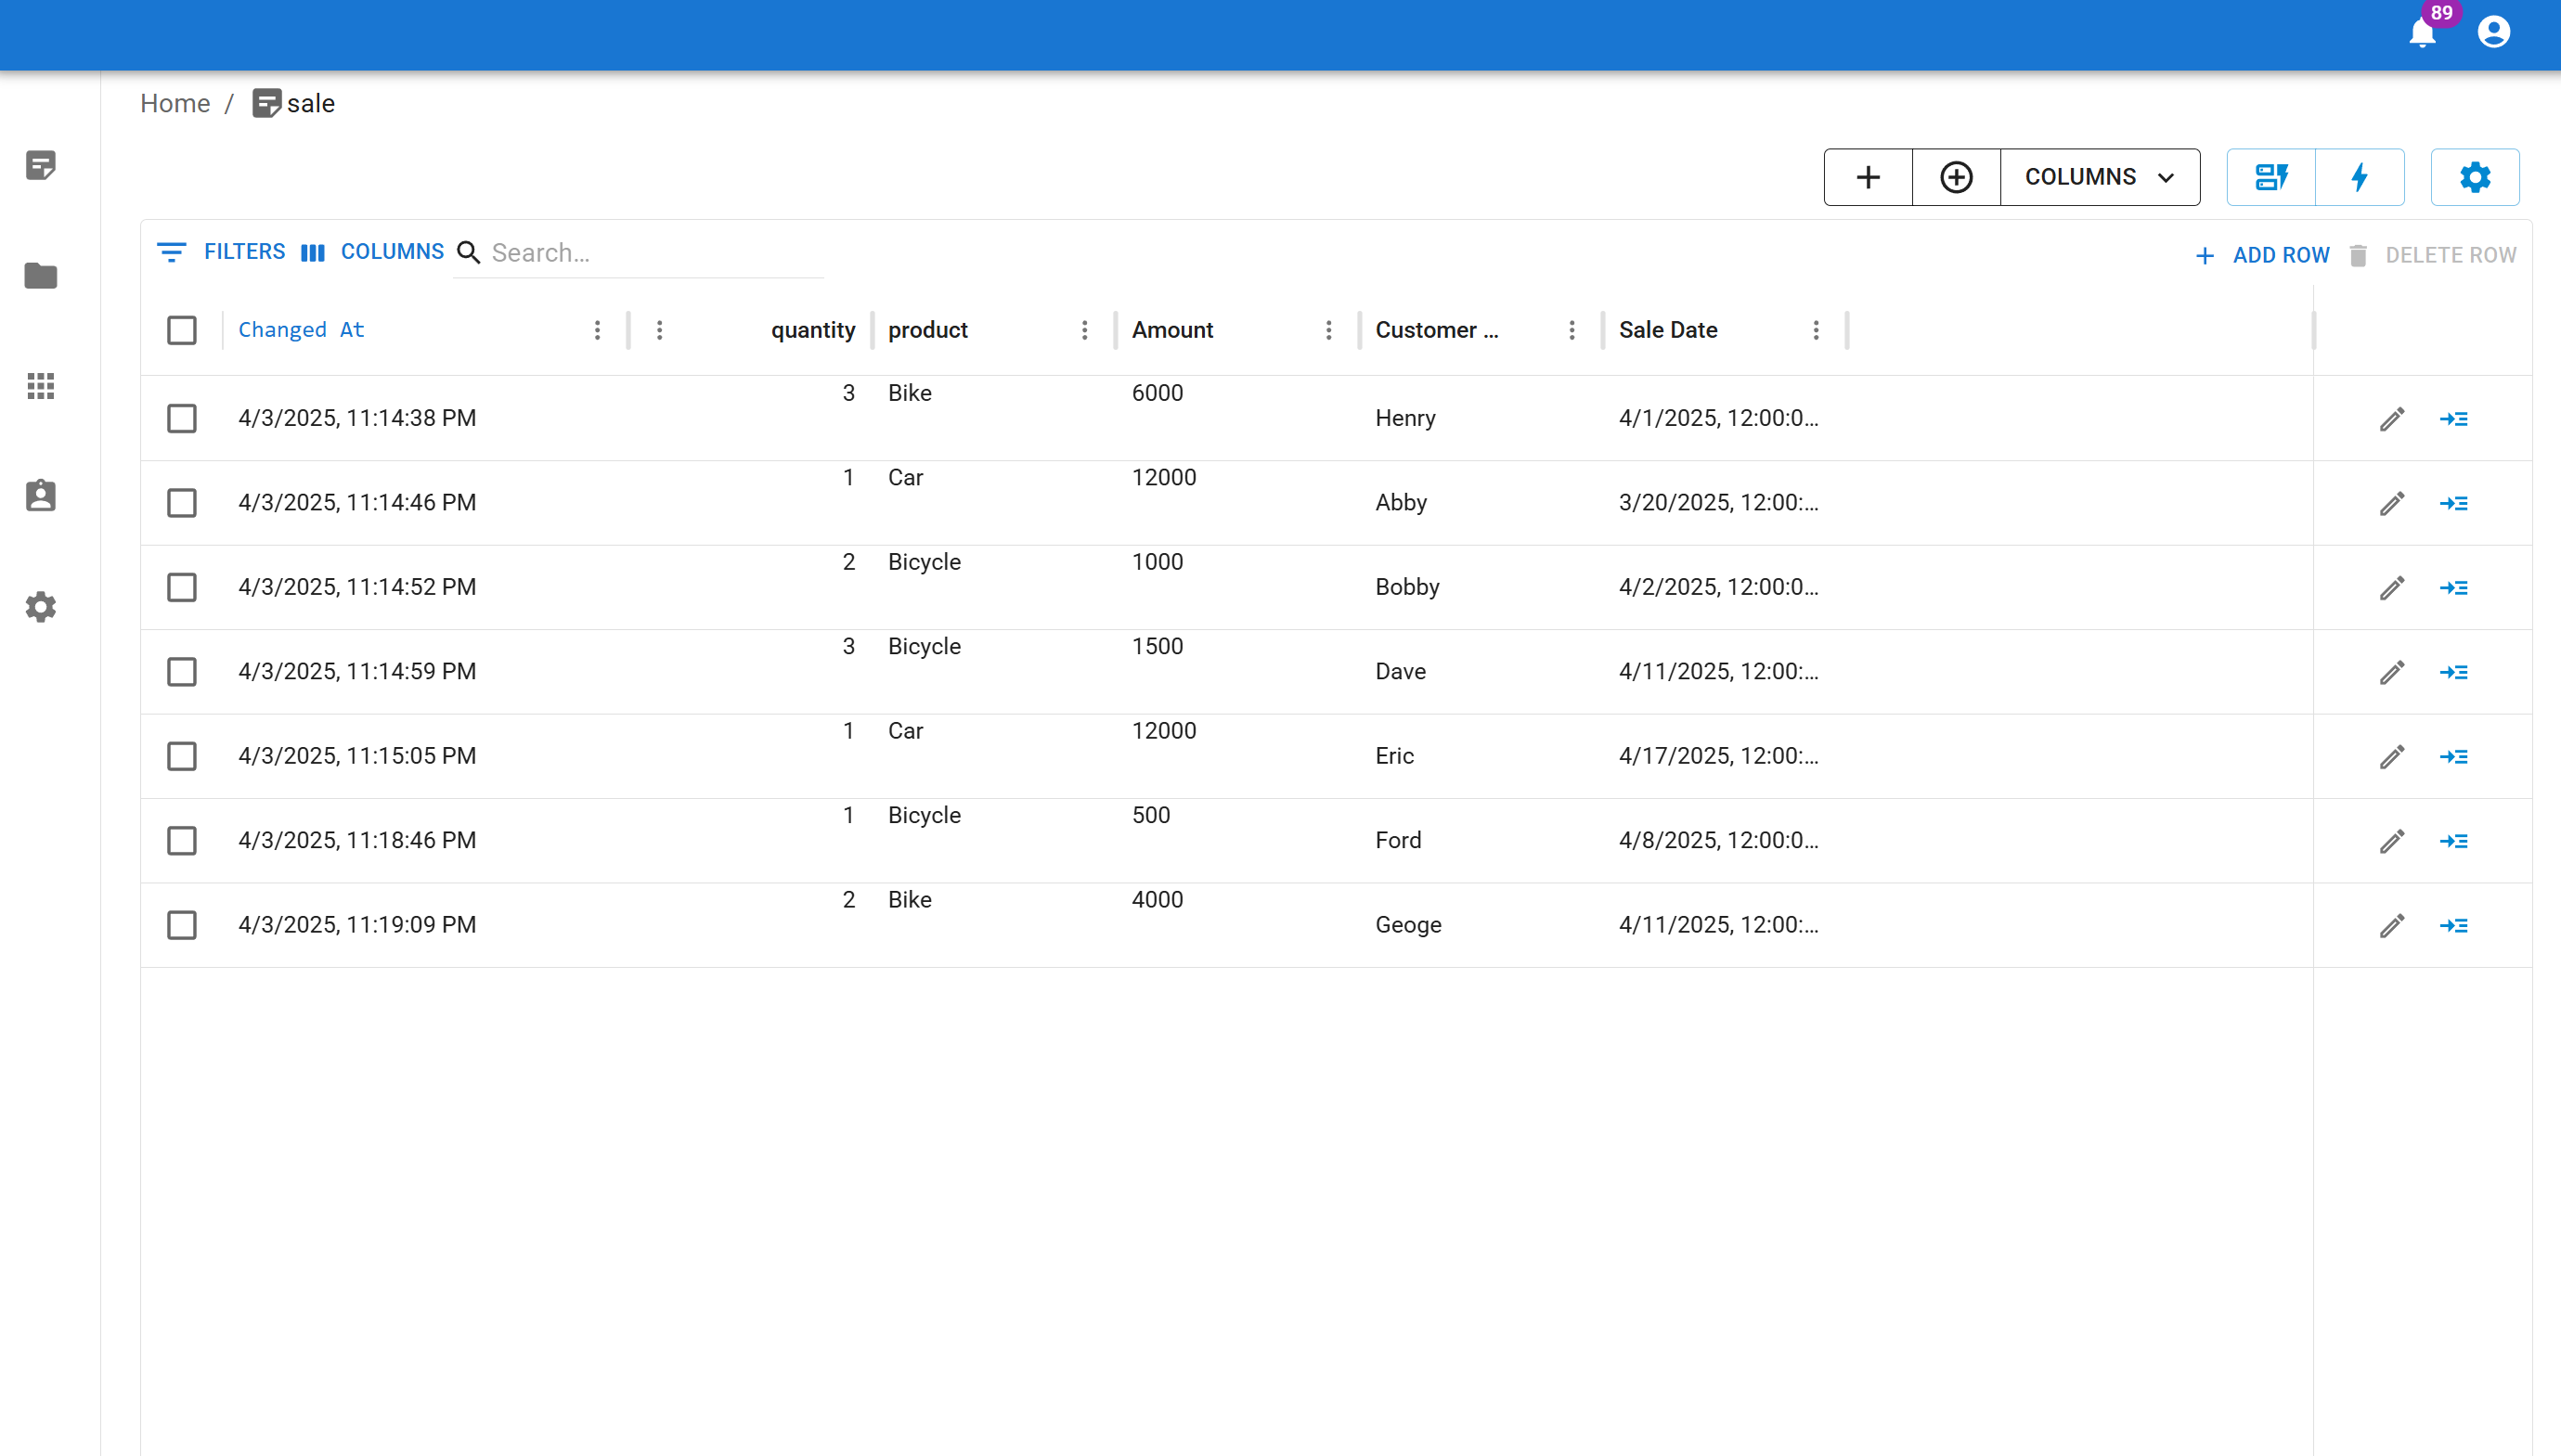 89
Home / sale
COLUMNS
FILTERS COLUMNS Search… ADD ROW DELETE ROW
Changed At quantity product Amount Customer ... Sale Date
4/3/2025, 11:14:38 PM 3 Bike 6000 Henry 4/1/2025, 12:00:0...
4/3/2025, 11:14:46 PM 1 Car 12000 Abby 3/20/2025, 12:00:...
4/3/2025, 11:14:52 PM 2 Bicycle 1000 Bobby 4/2/2025, 12:00:0...
4/3/2025, 11:14:59 PM 3 Bicycle 1500 Dave 4/11/2025, 12:00:...
4/3/2025, 11:15:05 PM 1 Car 12000 Eric 4/17/2025, 12:00:...
4/3/2025, 11:18:46 PM 1 Bicycle 500 Ford 4/8/2025, 12:00:0...
4/3/2025, 11:19:09 PM 2 Bike 4000 Geoge 4/11/2025, 12:00:...